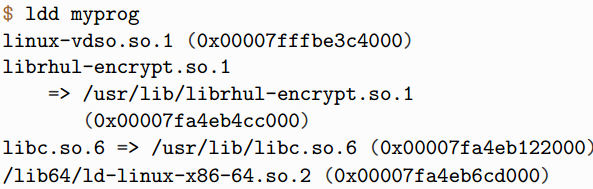 $ ldd myprog
linux-vdso.so.1 (0x00007fffbe3c4000)
librhul-encrypt.so.1
=> /usr/lib/librhul-encrypt.so.1
(0x00007fa4eb4cc000)
libc.so.6 => /usr/lib/libc.so.6 (0x00007fa4eb122000)
/lib64/ld-linux-x86-64.so.2 (0x00007fa4eb6cd000)